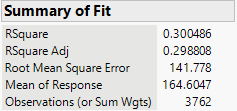 Summary of Fit
RSquare 0.300486
RSquare Adj 0.298808
Root Mean Square Error 141.778
Mean of Response 164.6047
Observations (or Sum Wgts) 3762